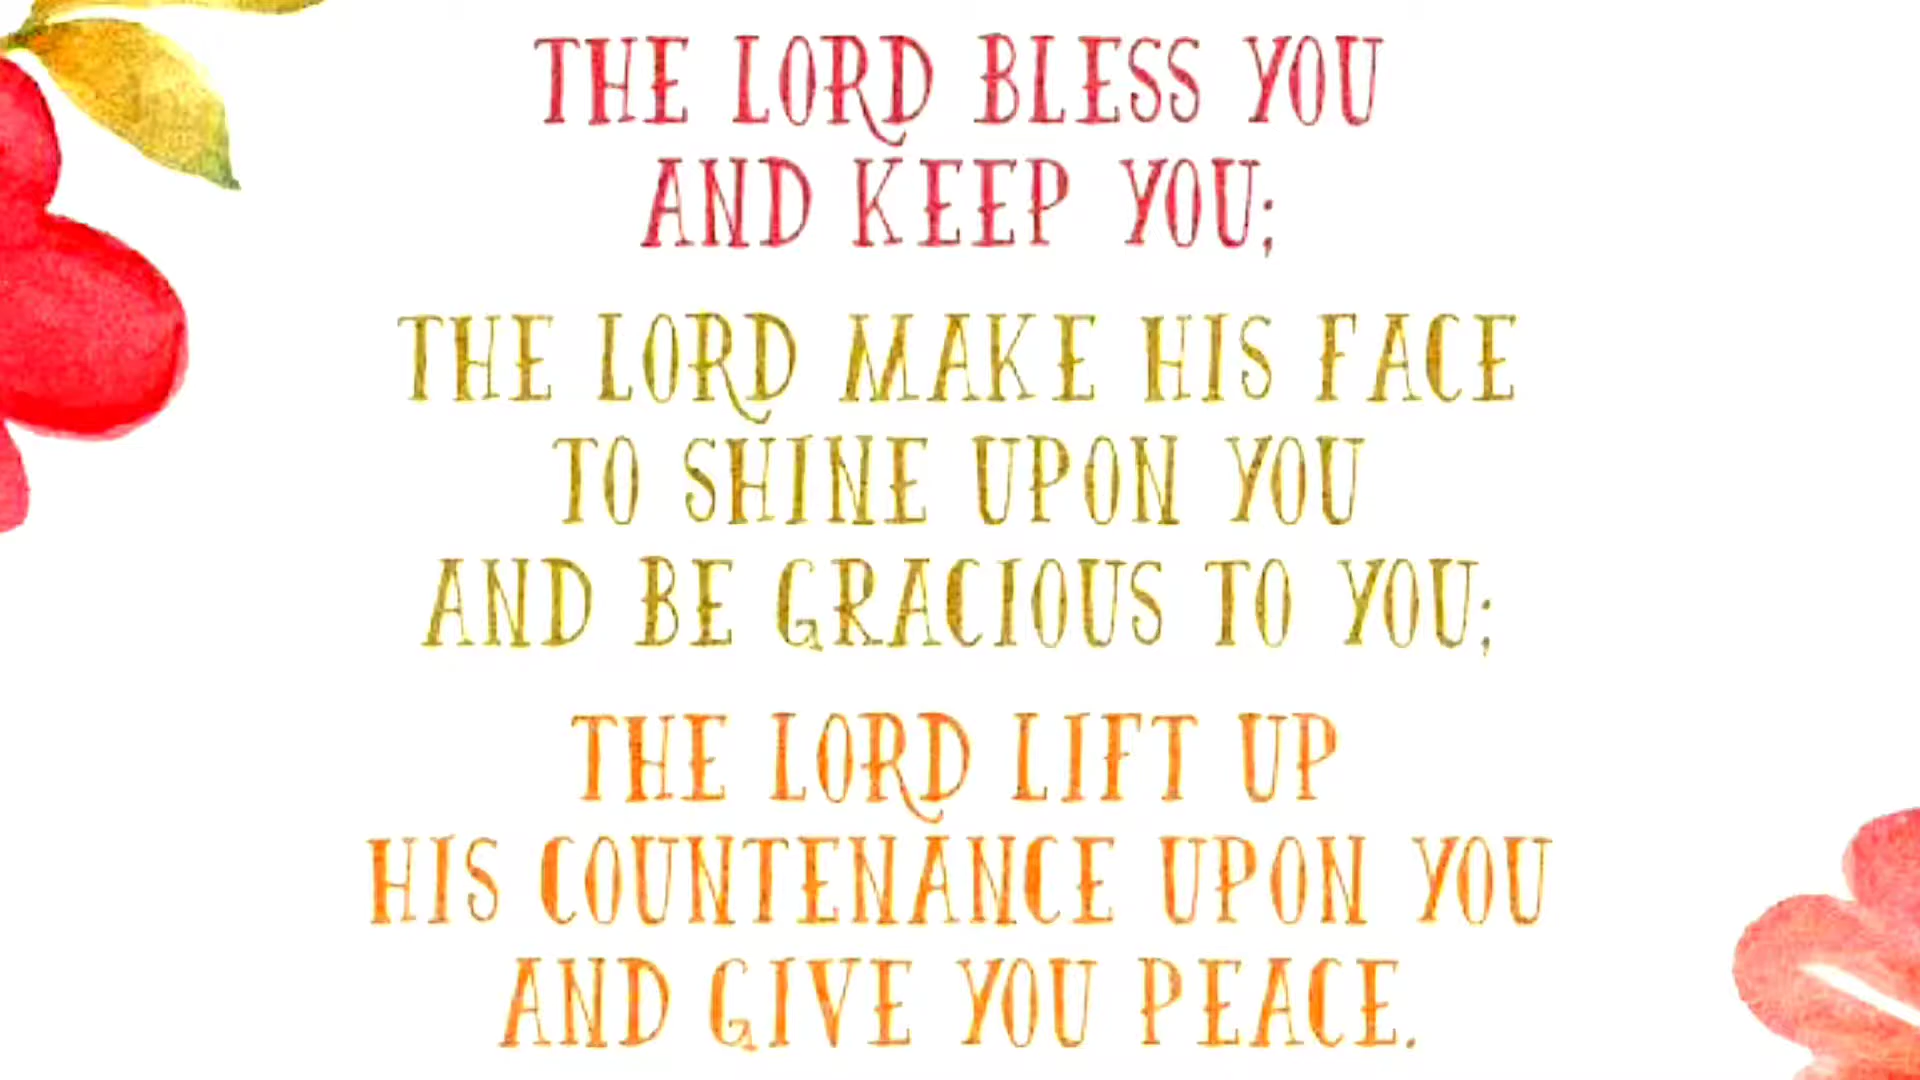 THE LORD BLESS YOU
AND KEEP YOU;
THE LORD MAKE HIS FACE
TO SHINE UPON YOU
AND BE GRACIOUS TO YOU;
THE LORD LIFT UP
HIS COUNTENANCE UPON YOU
AND GIVE YOU PEACE.